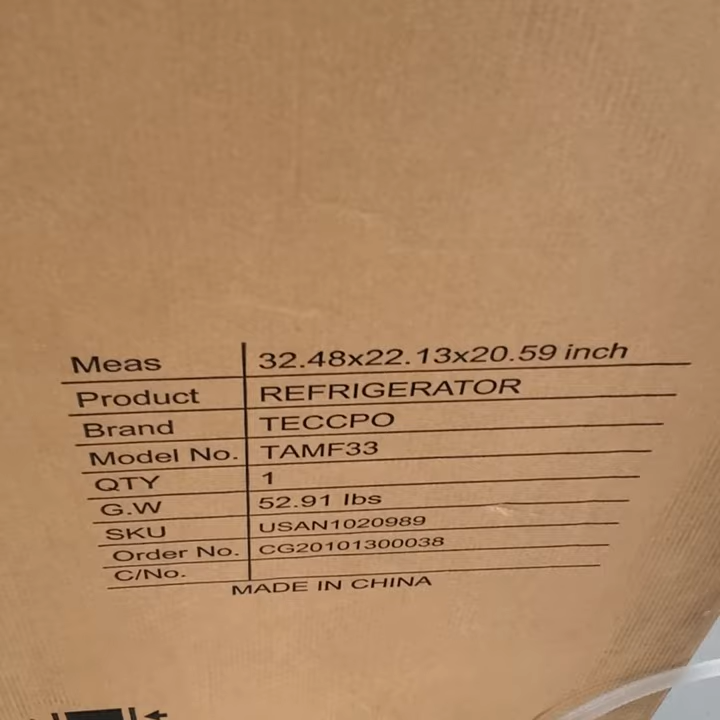 Meas 32.48x22.13x20.59 inch
Product REFRIGERATOR
Brand TECCPO
Model No. TAMF33
QTY 1
G.W 52.91 lbs
SKU USAN1020989
Order No. CG20101300038
C/No.
MADE IN CHINA